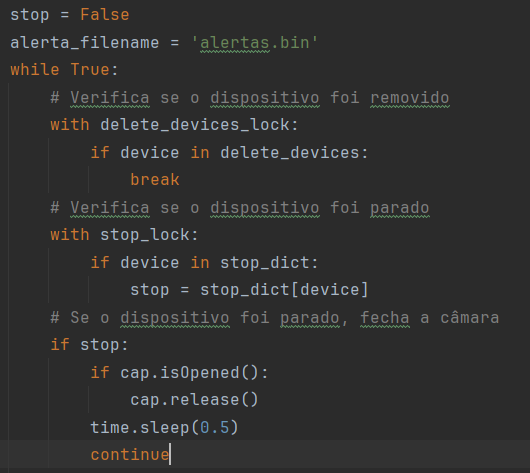 stop = False
alerta_filename = 'alertas.bin'
while True:
    # Verifica se o dispositivo foi removido
    with delete_devices_lock:
        if device in delete_devices:
            break
    # Verifica se o dispositivo foi parado
    with stop_lock:
        if device in stop_dict:
            stop = stop_dict[device]
    # Se o dispositivo foi parado, fecha a câmara
    if stop:
        if cap.isOpened():
            cap.release()
        time.sleep(0.5)
        continue